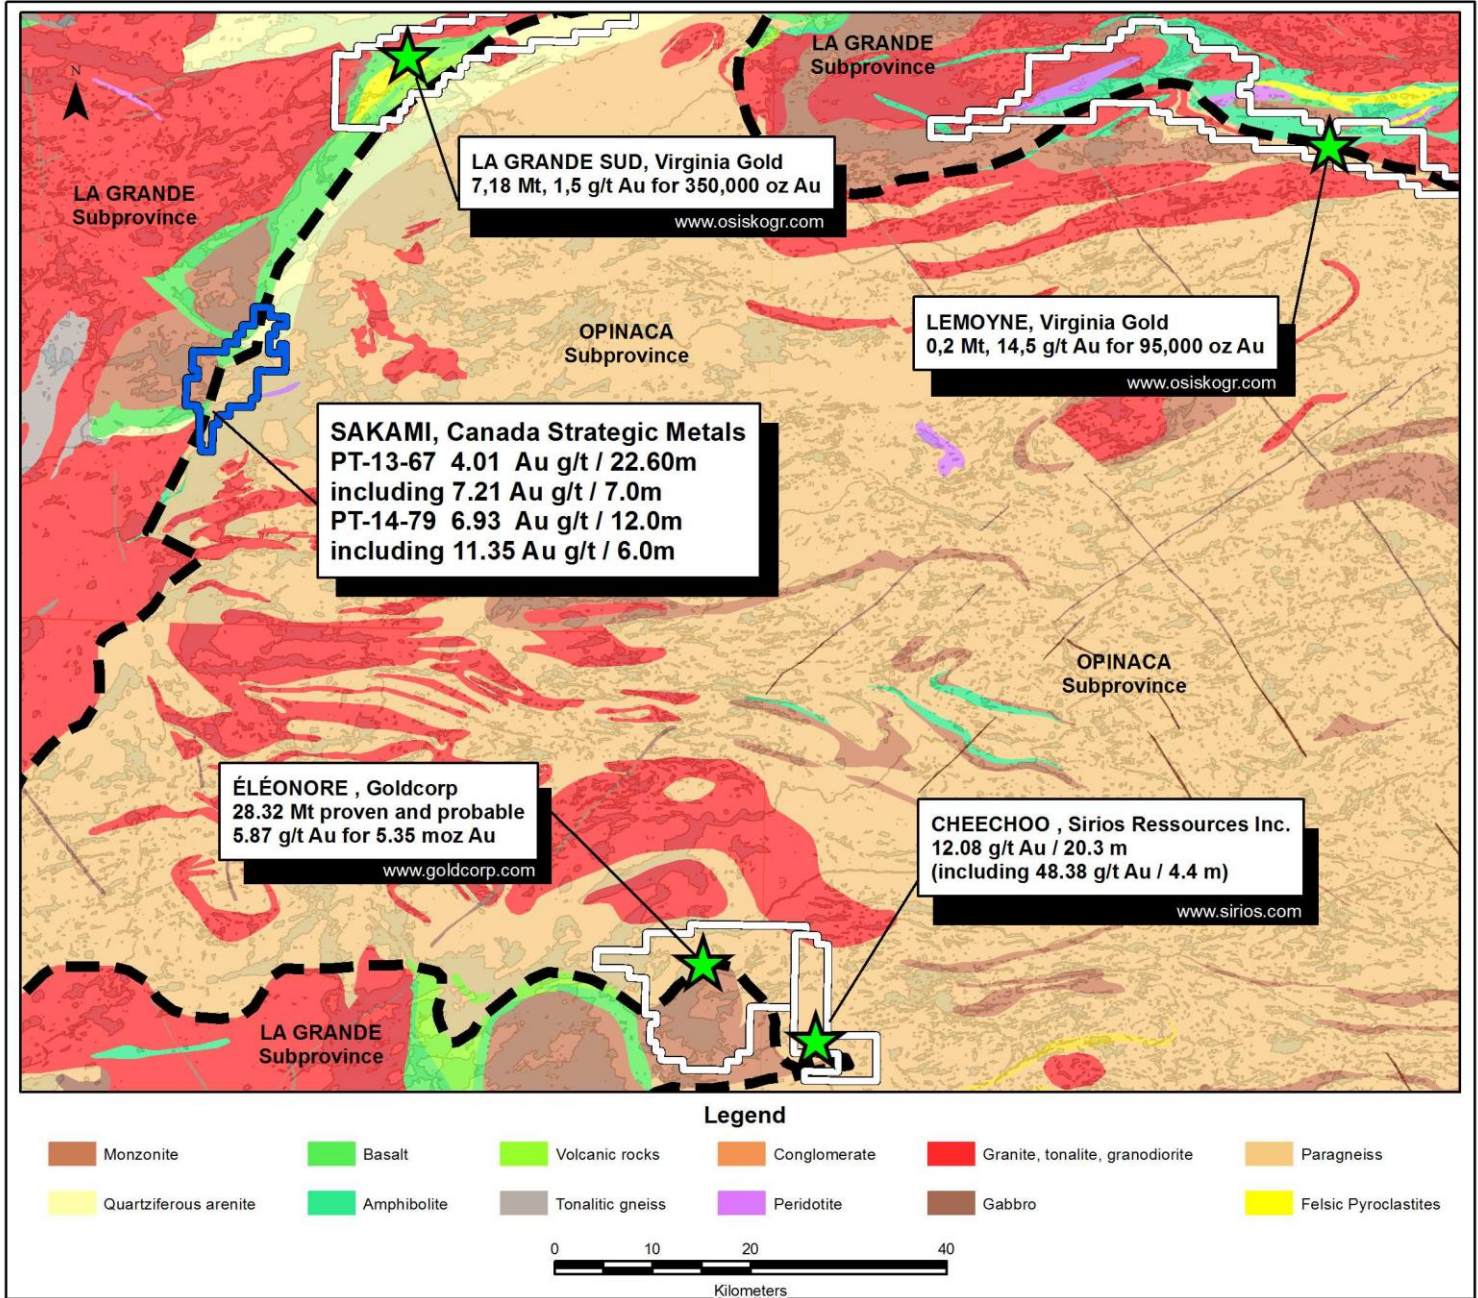 LA GRANDE
Subprovince
N
LA GRANDE SUD, Virginia Gold
7,18 Mt, 1,5 g/t Au for 350,000 oz Au
www.osiskogr.com
LA GRANDE
Subprovince
OPINACA
Subprovince
LEMOYNE, Virginia Gold
0,2 Mt, 14,5 g/t Au for 95,000 oz Au
www.osiskogr.com
SAKAMI, Canada Strategic Metals
PT-13-67 4.01 Au g/t / 22.60m
including 7.21 Au g/t / 7.0m
PT-14-79 6.93 Au g/t / 12.0m
including 11.35 Au g/t / 6.0m
OPINACA
Subprovince
ÉLÉONORE , Goldcorp
28.32 Mt proven and probable
5.87 g/t Au for 5.35 moz Au
www.goldcorp.com
CHEECHOO , Sirios Ressources Inc.
12.08 g/t Au / 20.3 m
(including 48.38 g/t Au / 4.4 m)
www.sirios.com
LA GRANDE
Subprovince
Legend
Monzonite Basalt Volcanic rocks Conglomerate Granite, tonalite, granodiorite Paragneiss
Quartziferous arenite Amphibolite Tonalitic gneiss Peridotite Gabbro Felsic Pyroclastites
0 10 20 40
Kilometers